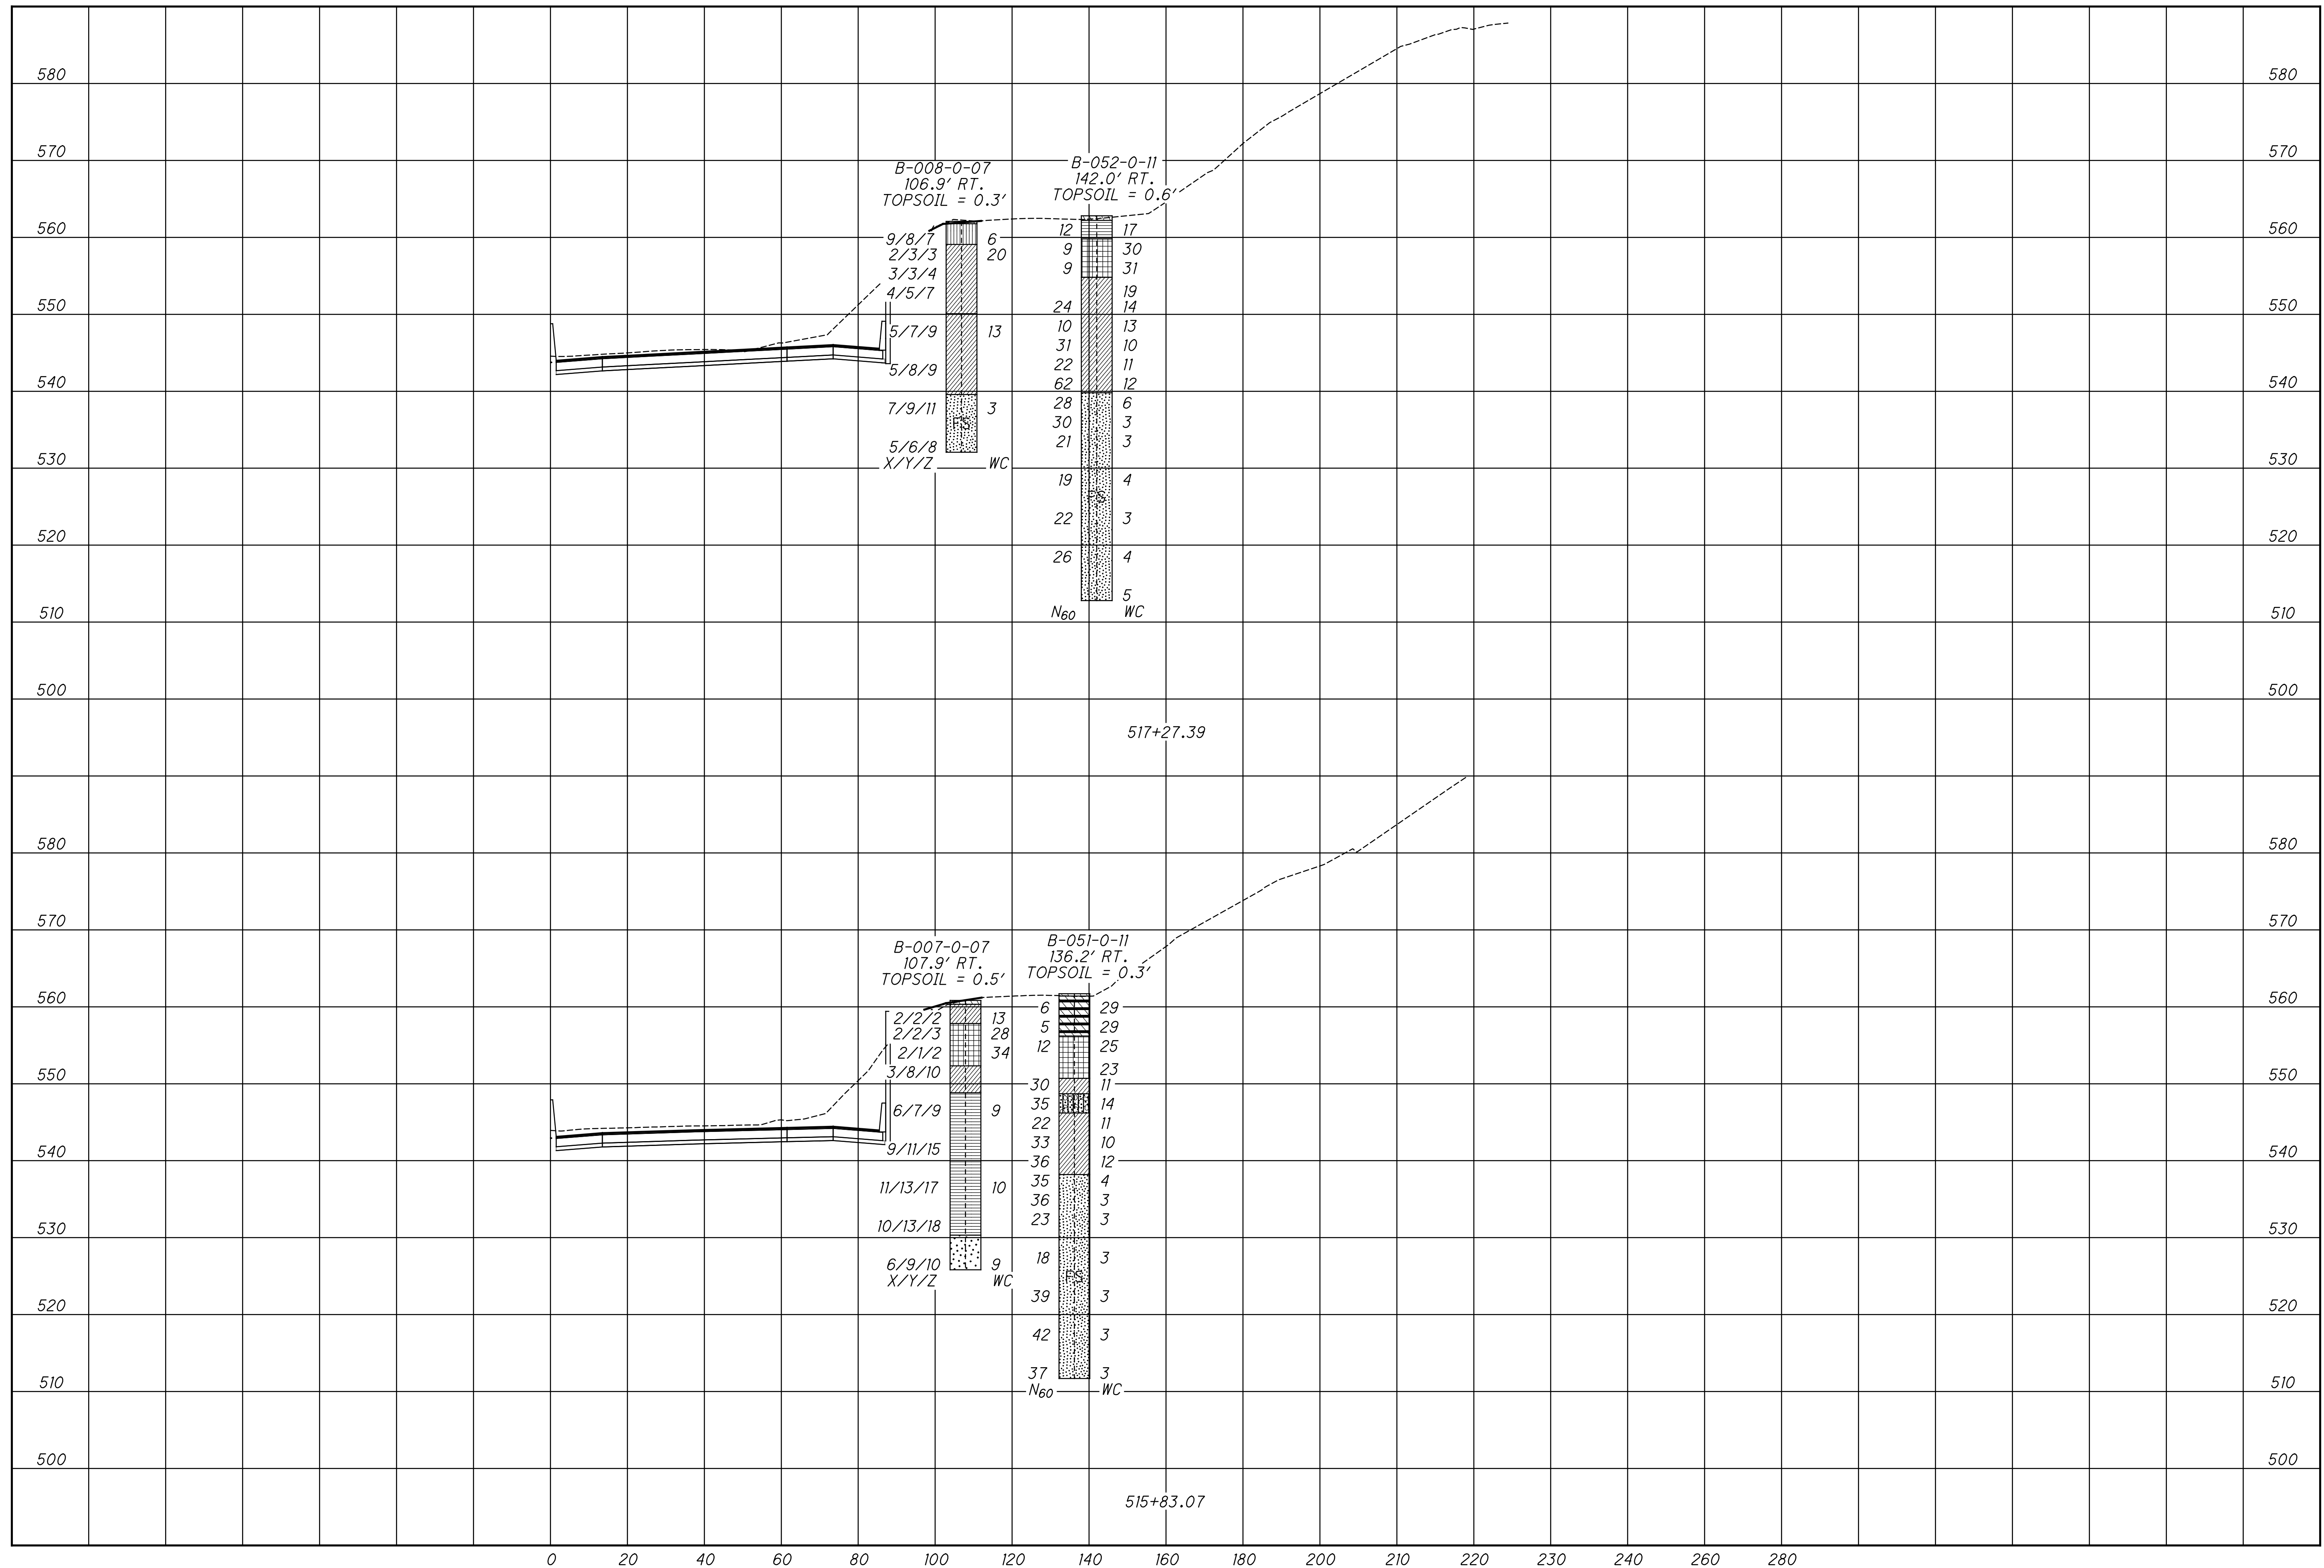 580 580
570 570
B-008-0-07 B-052-0-11
106.9' RT. 142.0' RT.
TOPSOIL = 0.3' TOPSOIL = 0.6'
560 9/8/7 6 12 17 560
2/3/3 20 9 30
3/3/4 9 31
4/5/7 19
550 24 14 550
5/7/9 13 10 13
31 10
5/8/9 22 11
540 62 12 540
7/9/11 3 28 6
FS 30 3
5/6/8 21 3
530 X/Y/Z WC 530
19 4
FS
22 3
520 520
26 4
5
510 N60 WC 510
500 500
517+27.39
580 580
570 570
B-007-0-07 B-051-0-11
107.9' RT. 136.2' RT.
TOPSOIL = 0.5' TOPSOIL = 0.3'
560 6 29 560
2/2/2 13
2/2/3 28 5 29
2/1/2 34 12 25
3/8/10 23
550 30 11 550
6/7/9 9 35 14
22 11
9/11/15 33 10
540 36 12 540
11/13/17 10 35 4
36 3
10/13/18 23 3
530 530
6/9/10 9 18 3
X/Y/Z WC FS
39 3
520 520
42 3
37 3
510 N60 WC 510
500 500
515+83.07
0 20 40 60 80 100 120 140 160 180 200 210 220 230 240 260 280